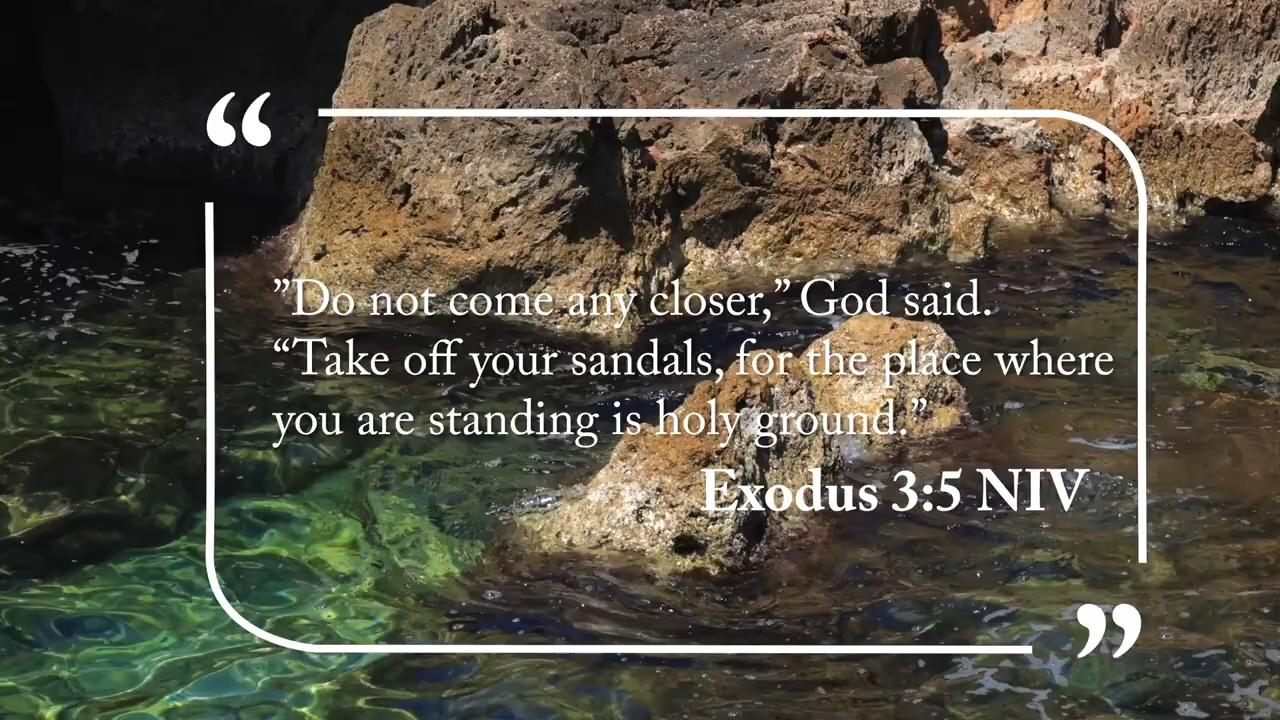 “
”Do not come any closer,” God said.
“Take off your sandals, for the place where
you are standing is holy ground.”
Exodus 3:5 NIV
”